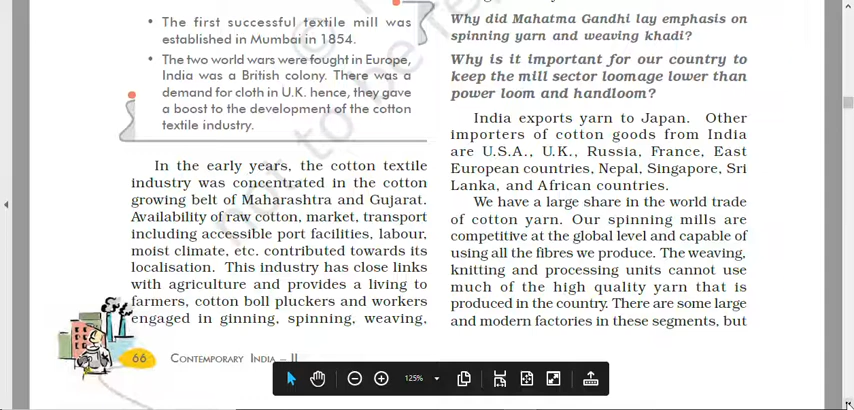 • The first successful textile mill was
established in Mumbai in 1854.
• The two world wars were fought in Europe,
India was a British colony. There was a
demand for cloth in U.K. hence, they gave
a boost to the development of the cotton
textile industry.
In the early years, the cotton textile
industry was concentrated in the cotton
growing belt of Maharashtra and Gujarat.
Availability of raw cotton, market, transport
including accessible port facilities, labour,
moist climate, etc. contributed towards its
localisation. This industry has close links
with agriculture and provides a living to
farmers, cotton boll pluckers and workers
engaged in ginning, spinning, weaving,
Why did Mahatma Gandhi lay emphasis on
spinning yarn and weaving khadi?
Why is it important for our country to
keep the mill sector loomage lower than
power loom and handloom?
India exports yarn to Japan. Other
importers of cotton goods from India
are U.S.A., U.K., Russia, France, East
European countries, Nepal, Singapore, Sri
Lanka, and African countries.
We have a large share in the world trade
of cotton yarn. Our spinning mills are
competitive at the global level and capable of
using all the fibres we produce. The weaving,
knitting and processing units cannot use
much of the high quality yarn that is
produced in the country. There are some large
and modern factories in these segments, but
66 CONTEMPORARY INDIA – II
125%